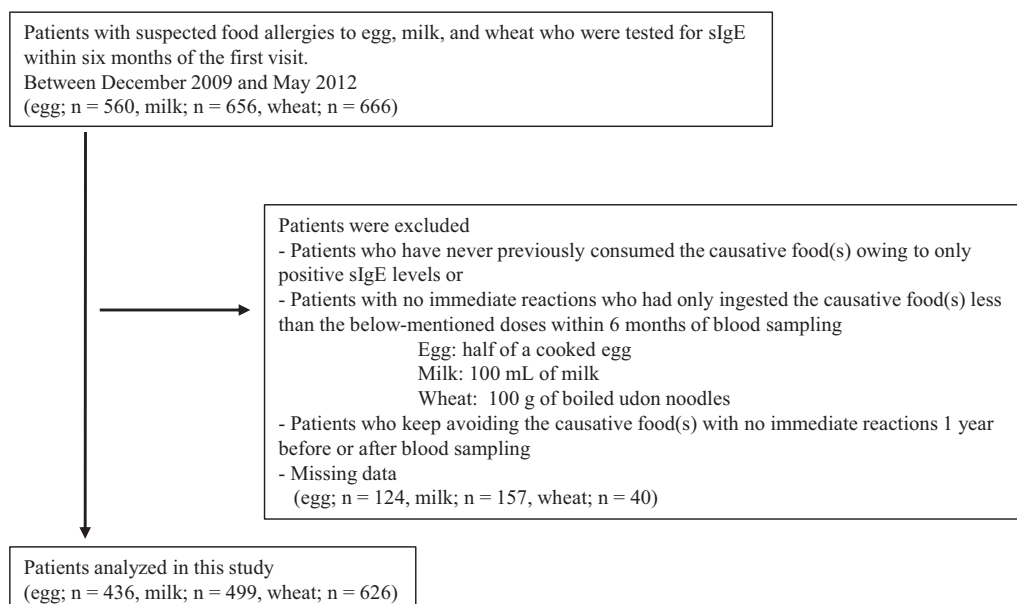 Patients with suspected food allergies to egg, milk, and wheat who were tested for sIgE
within six months of the first visit.
Between December 2009 and May 2012
(egg; n = 560, milk; n = 656, wheat; n = 666)
Patients were excluded
- Patients who have never previously consumed the causative food(s) owing to only
positive sIgE levels or
- Patients with no immediate reactions who had only ingested the causative food(s) less
than the below-mentioned doses within 6 months of blood sampling
Egg: half of a cooked egg
Milk: 100 mL of milk
Wheat: 100 g of boiled udon noodles
- Patients who keep avoiding the causative food(s) with no immediate reactions 1 year
before or after blood sampling
- Missing data
(egg; n = 124, milk; n = 157, wheat; n = 40)
Patients analyzed in this study
(egg; n = 436, milk; n = 499, wheat; n = 626)